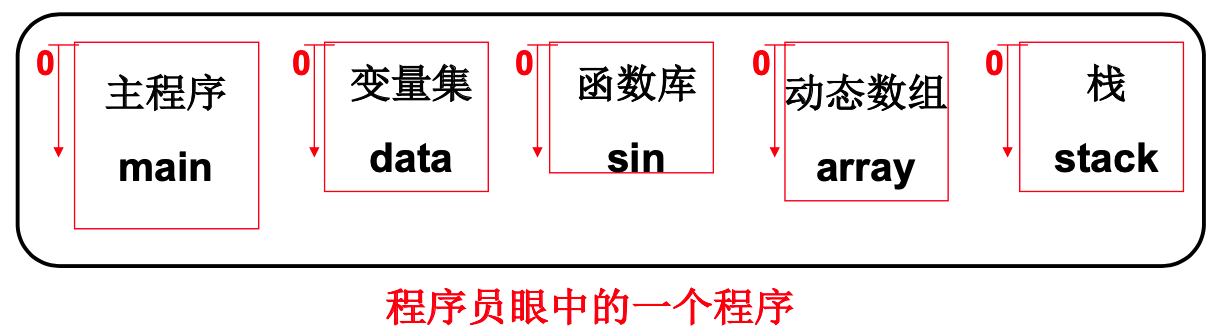 0 主程序 main
0 变量集 data
0 函数库 sin
0 动态数组 array
0 栈 stack
程序员眼中的一个程序